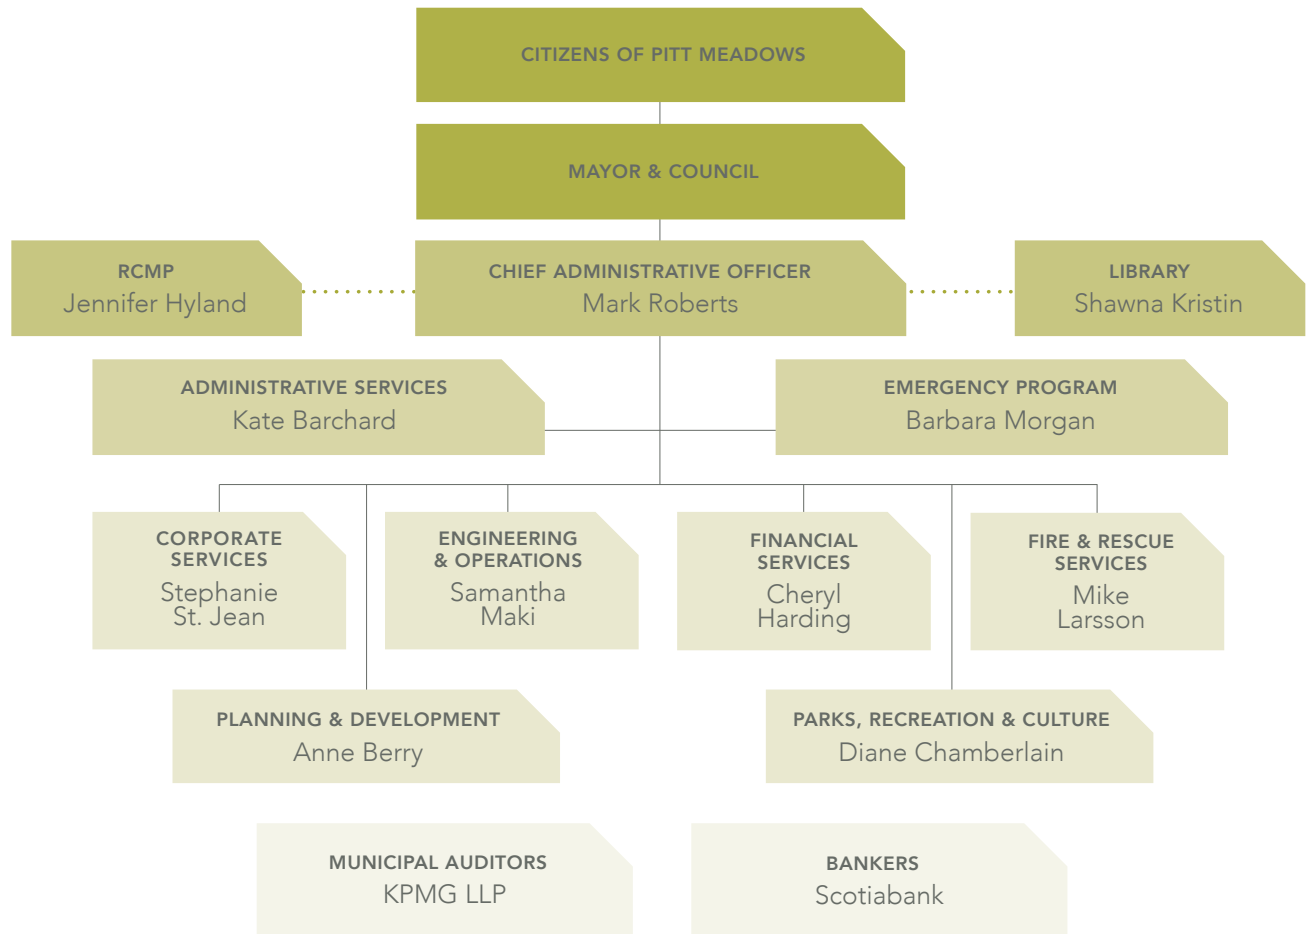 CITIZENS OF PITT MEADOWS
MAYOR & COUNCIL
RCMP
Jennifer Hyland
CHIEF ADMINISTRATIVE OFFICER
Mark Roberts
LIBRARY
Shawna Kristin
ADMINISTRATIVE SERVICES
Kate Barchard
EMERGENCY PROGRAM
Barbara Morgan
CORPORATE
SERVICES
Stephanie
St. Jean
ENGINEERING
& OPERATIONS
Samantha
Maki
FINANCIAL
SERVICES
Cheryl
Harding
FIRE & RESCUE
SERVICES
Mike
Larsson
PLANNING & DEVELOPMENT
Anne Berry
PARKS, RECREATION & CULTURE
Diane Chamberlain
MUNICIPAL AUDITORS
KPMG LLP
BANKERS
Scotiabank